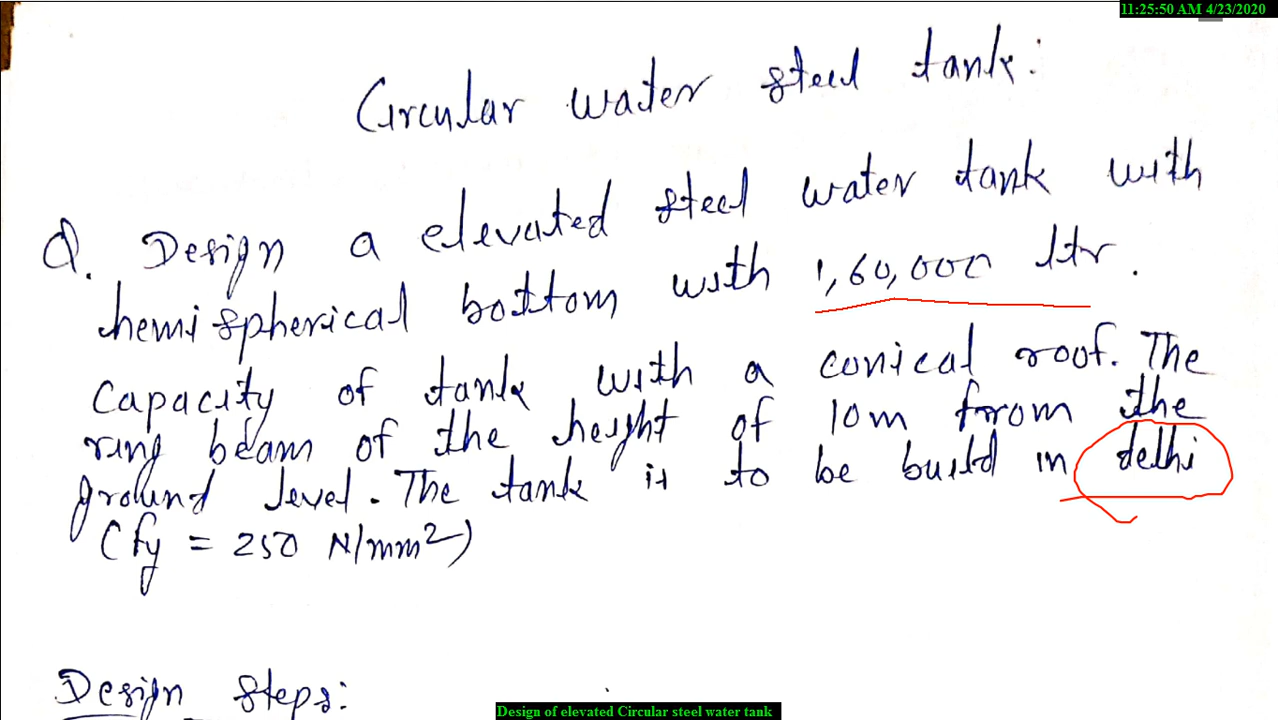 11:25:50 AM 4/23/2020
Circular water steel tank:
Q. Design a elevated steel water tank with
hemispherical bottom with 1,60,000 ltr.
capacity of tank with a conical roof. The
ring beam of the height of 10m from the
ground level. The tank is to be build in delhi
(fy = 250 N/mm2)
Design steps:
Design of elevated Circular steel water tank